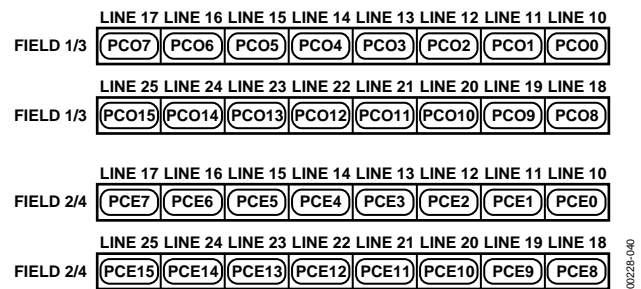 LINE 17 LINE 16 LINE 15 LINE 14 LINE 13 LINE 12 LINE 11 LINE 10
FIELD 1/3 PCO7 PCO6 PCO5 PCO4 PCO3 PCO2 PCO1 PCO0
LINE 25 LINE 24 LINE 23 LINE 22 LINE 21 LINE 20 LINE 19 LINE 18
FIELD 1/3 PCO15 PCO14 PCO13 PCO12 PCO11 PCO10 PCO9 PCO8
LINE 17 LINE 16 LINE 15 LINE 14 LINE 13 LINE 12 LINE 11 LINE 10
FIELD 2/4 PCE7 PCE6 PCE5 PCE4 PCE3 PCE2 PCE1 PCE0
LINE 25 LINE 24 LINE 23 LINE 22 LINE 21 LINE 20 LINE 19 LINE 18
FIELD 2/4 PCE15 PCE14 PCE13 PCE12 PCE11 PCE10 PCE9 PCE8
00228-040